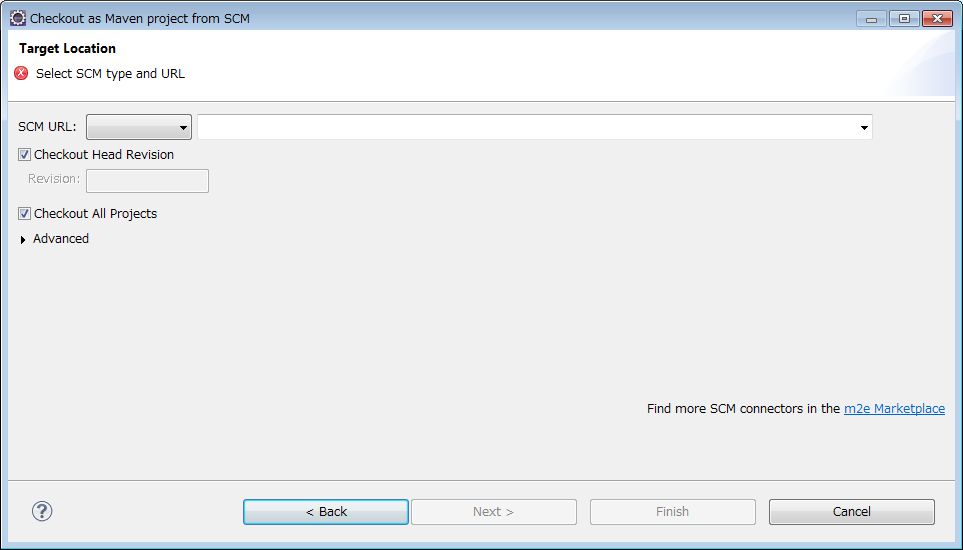 Checkout as Maven project from SCM
Target Location
Select SCM type and URL
SCM URL:
Checkout Head Revision
Revision:
Checkout All Projects
Advanced
Find more SCM connectors in the m2e Marketplace
?
< Back
Next >
Finish
Cancel